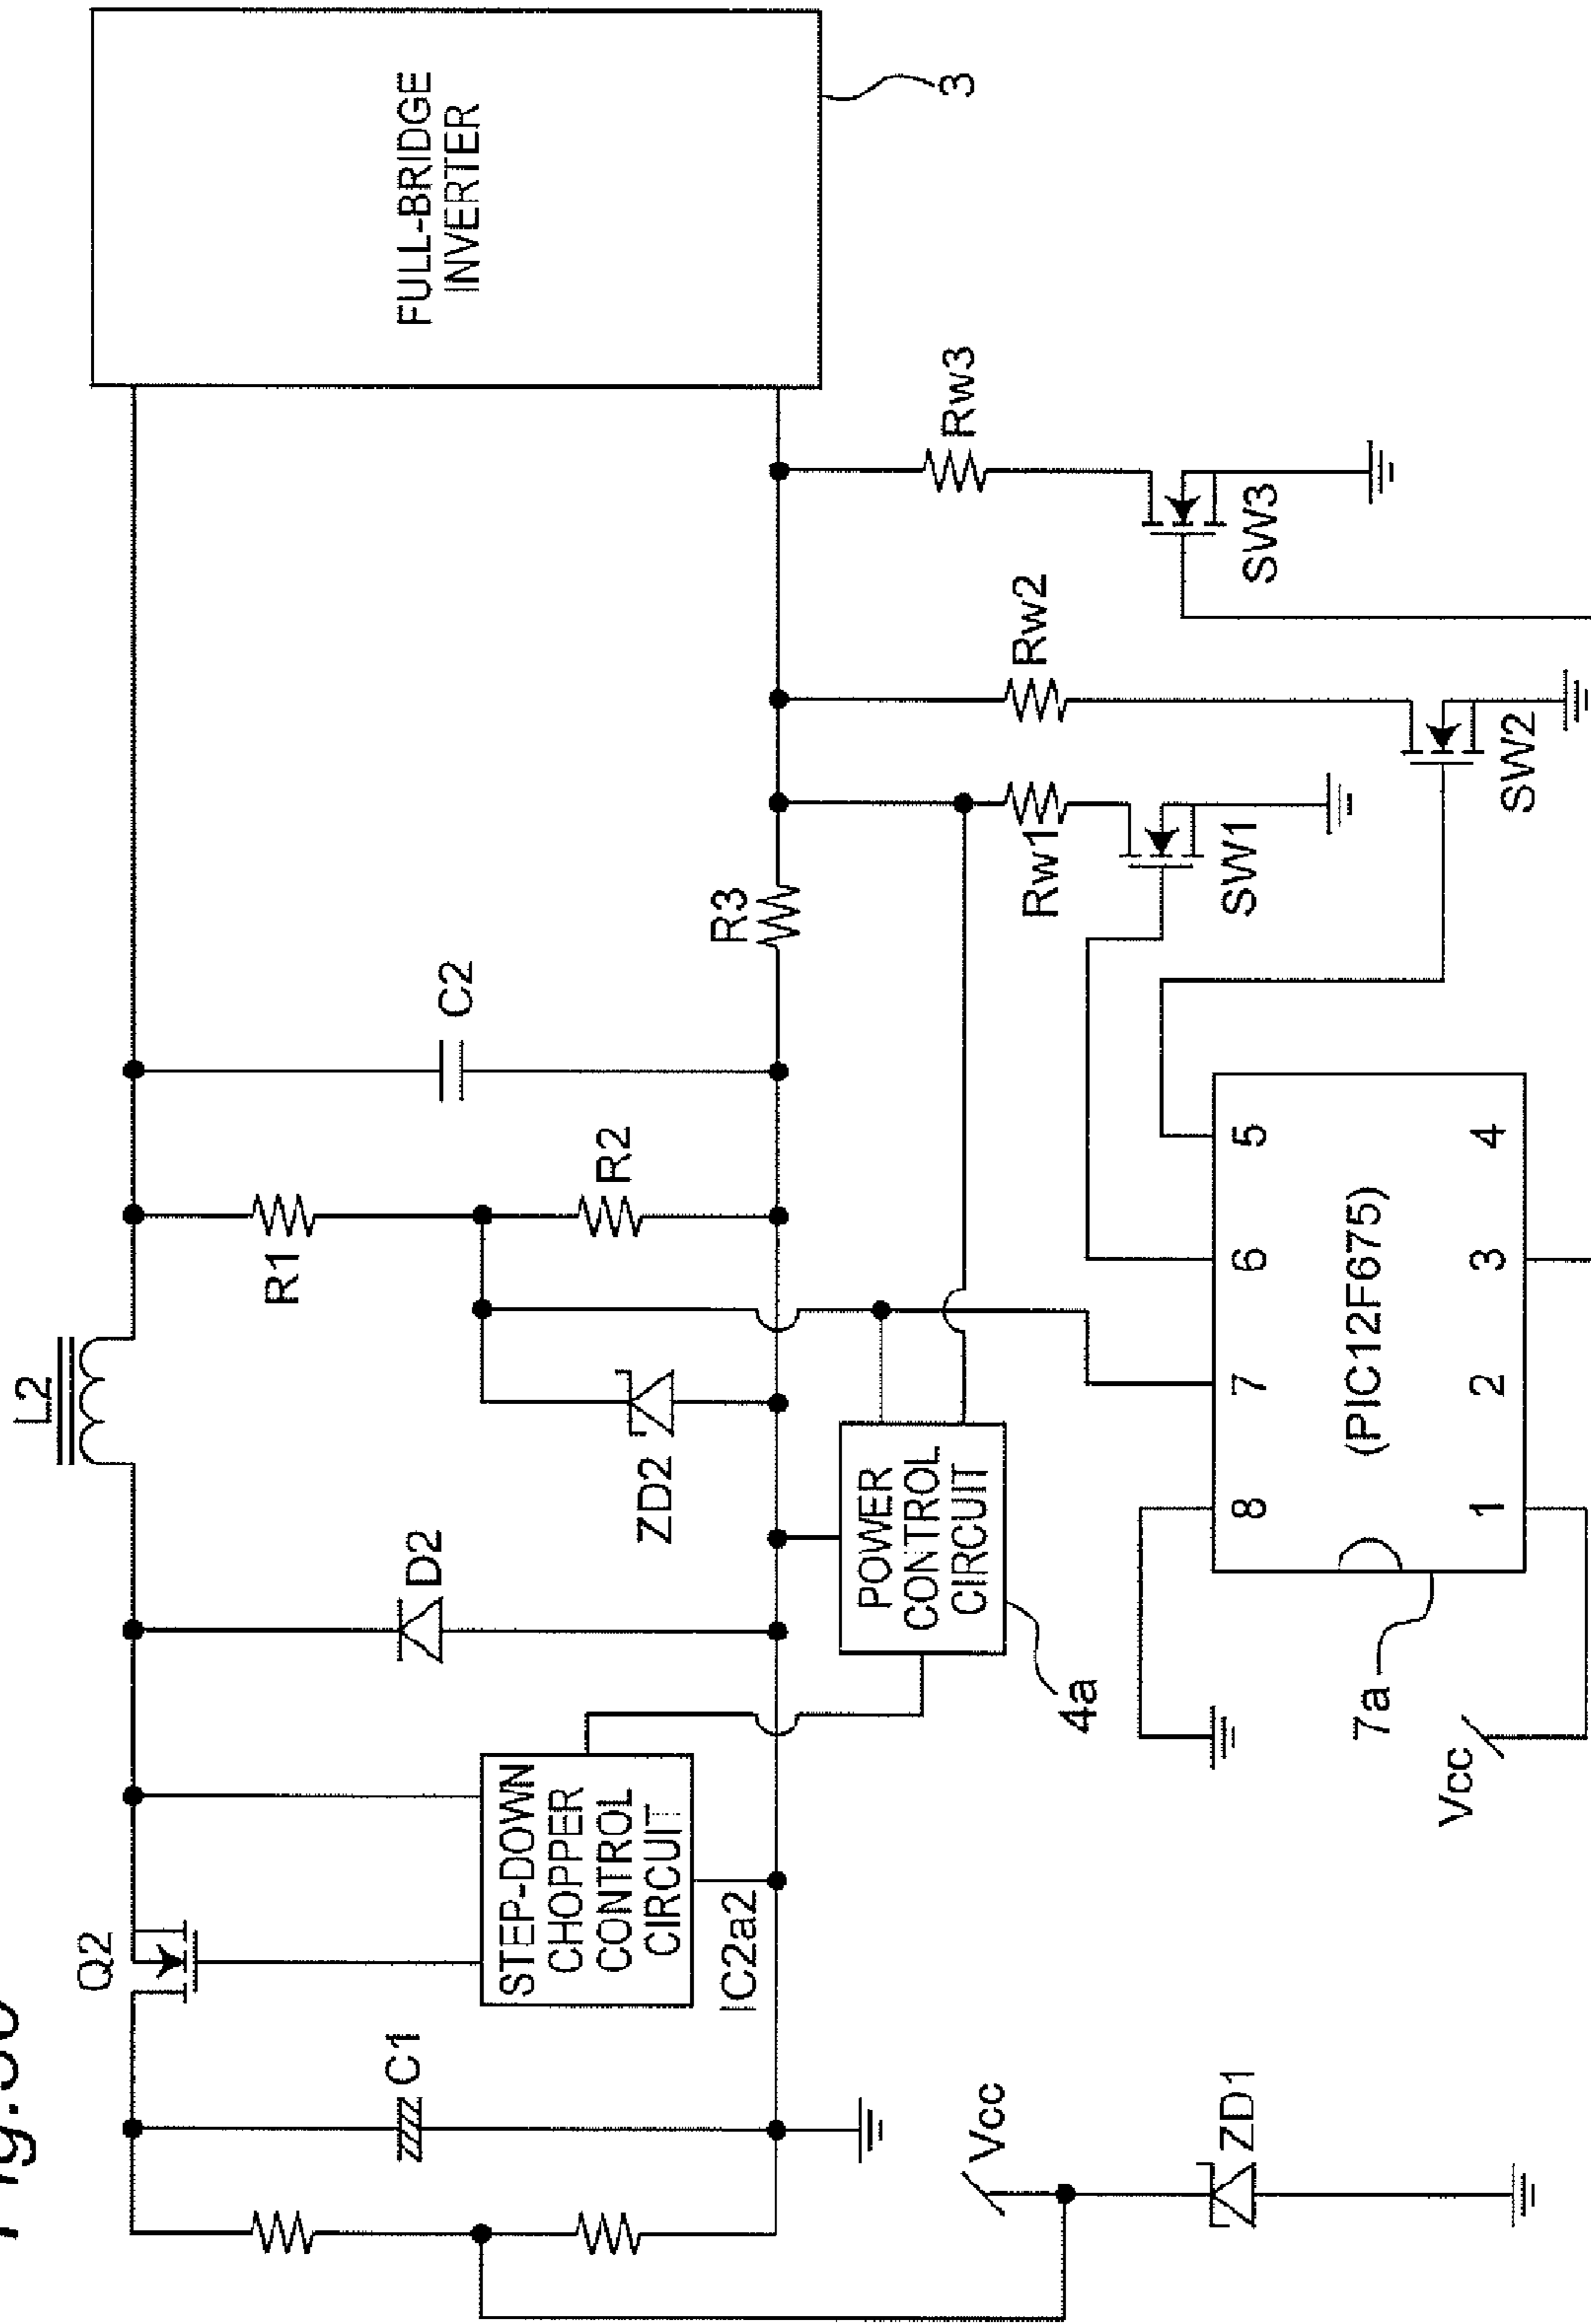 L2
Q2
R1
R2
C2
D2
ZD2
C1
R3
FULL-BRIDGE
INVERTER
3
STEP-DOWN
CHOPPER
CONTROL
CIRCUIT
IC2a2
POWER
CONTROL
CIRCUIT
4a
Rw1
Rw2
Rw3
SW1
SW2
SW3
Vcc
ZD1
8
7
6
5
(PIC12F675)
1
2
3
4
7a
Vcc